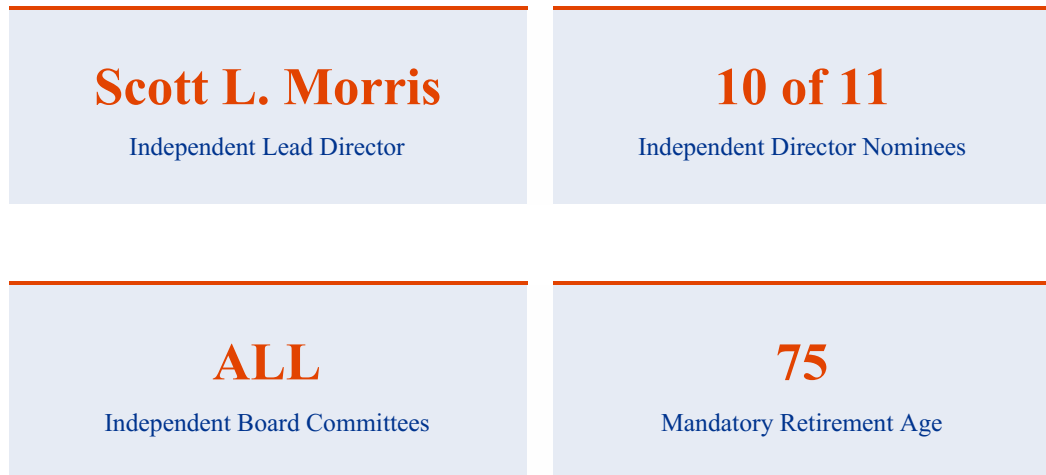 Scott L. Morris
Independent Lead Director
10 of 11
Independent Director Nominees
ALL
Independent Board Committees
75
Mandatory Retirement Age